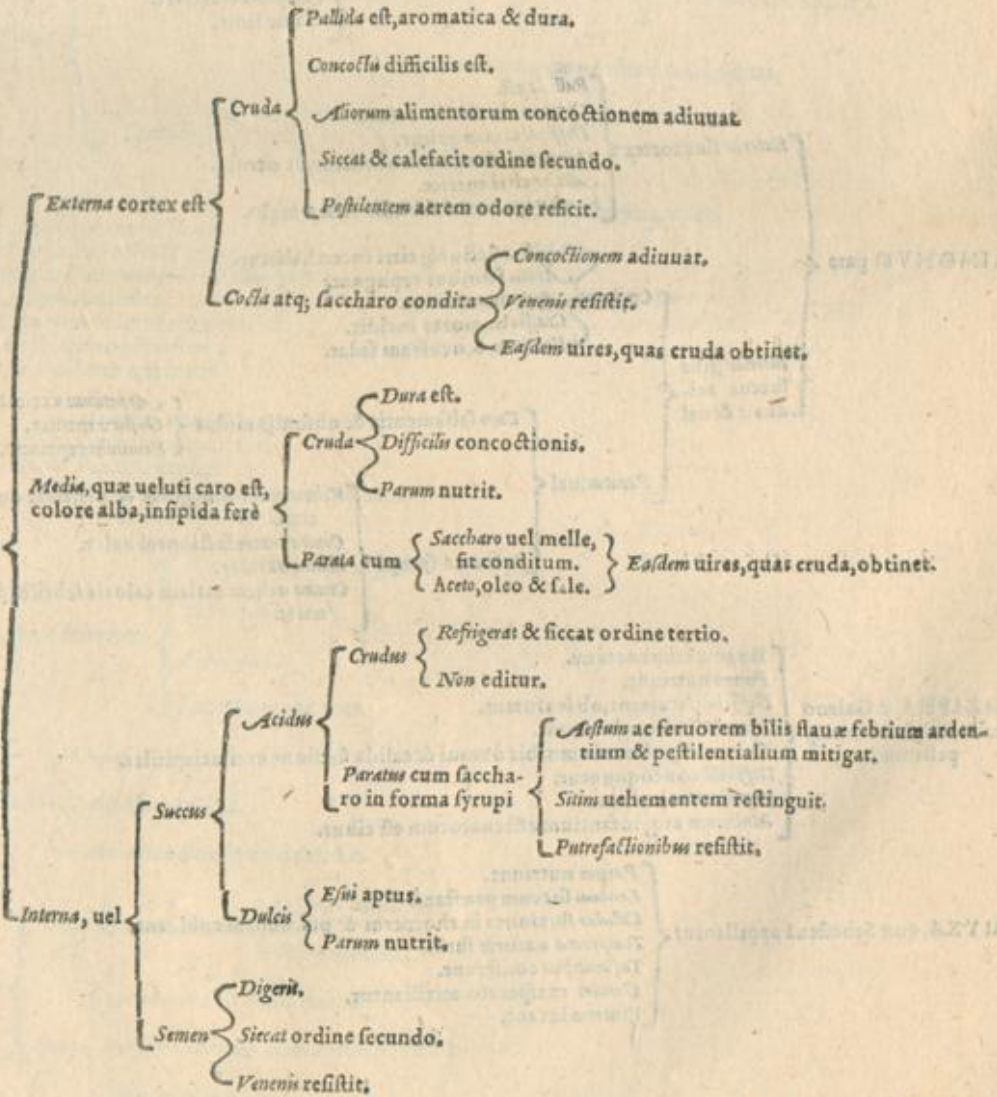 Pallida eſt, aromatica & dura.
Concoctu difficilis eſt.
Cruda
Aliorum alimentorum concoctionem adiuuat
Siccat & calefacit ordine ſecundo.
Externa cortex eſt
Peſtilentem aerem odore reficit.
Concoctionem adiuuat.
Cocta atq; ſaccharo condita
Venenis reſiſtit.
Eaſdem uires, quas cruda obtinet.
Dura eſt.
Cruda
Difficilis concoctionis.
Parum nutrit.
Media, quæ ueluti caro eſt,
colore alba, inſipida ferè
Parata cum
Saccharo uel melle,
fit conditum.
Aceto, oleo & ſale.
Eaſdem uires, quas cruda, obtinet.
Refrigerat & ſiccat ordine tertio.
Crudus
Non editur.
Acidus
Aeſtum ac feruorem bilis flauæ febrium arden-
tium & peſtilentialium mitigat.
Paratus cum ſaccha-
ro in forma ſyrupi
Sitim uehementem reſtinguit.
Putrefactionibus reſiſtit.
Succus
Eſui aptus.
Dulcis
Parum nutrit.
Interna, uel
Digerit.
Semen
Siccat ordine ſecundo.
Venenis reſiſtit.